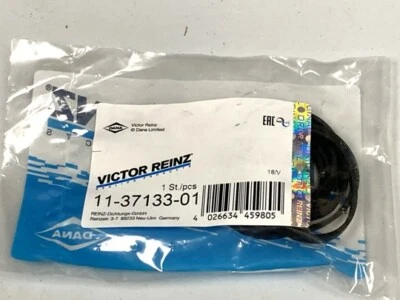 DANA
Victor Reinz
© Dana Limited
EAC
VICTOR REINZ®
18/V
1 St./pcs
11-37133-01
REINZ-Dichtungs-GmbH
Reinzstr. 3-7 89233 Neu-Ulm Germany
4 026634 459805
DANA